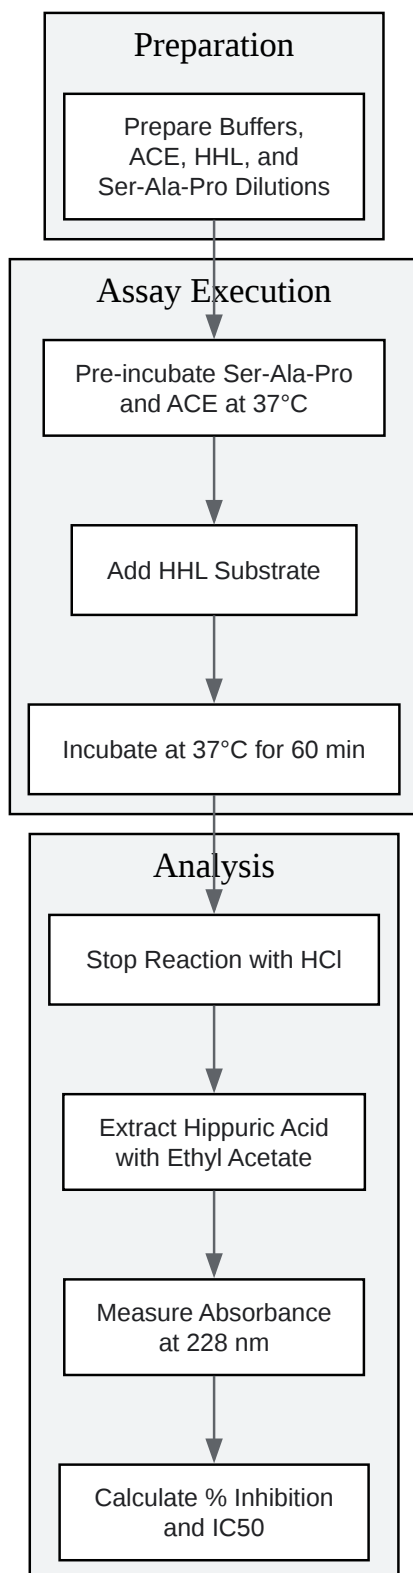 Preparation
Prepare Buffers,
ACE, HHL, and
Ser-Ala-Pro Dilutions
Assay Execution
Pre-incubate Ser-Ala-Pro
and ACE at 37°C
Add HHL Substrate
Incubate at 37°C for 60 min
Analysis
Stop Reaction with HCl
Extract Hippuric Acid
with Ethyl Acetate
Measure Absorbance
at 228 nm
Calculate % Inhibition
and IC50